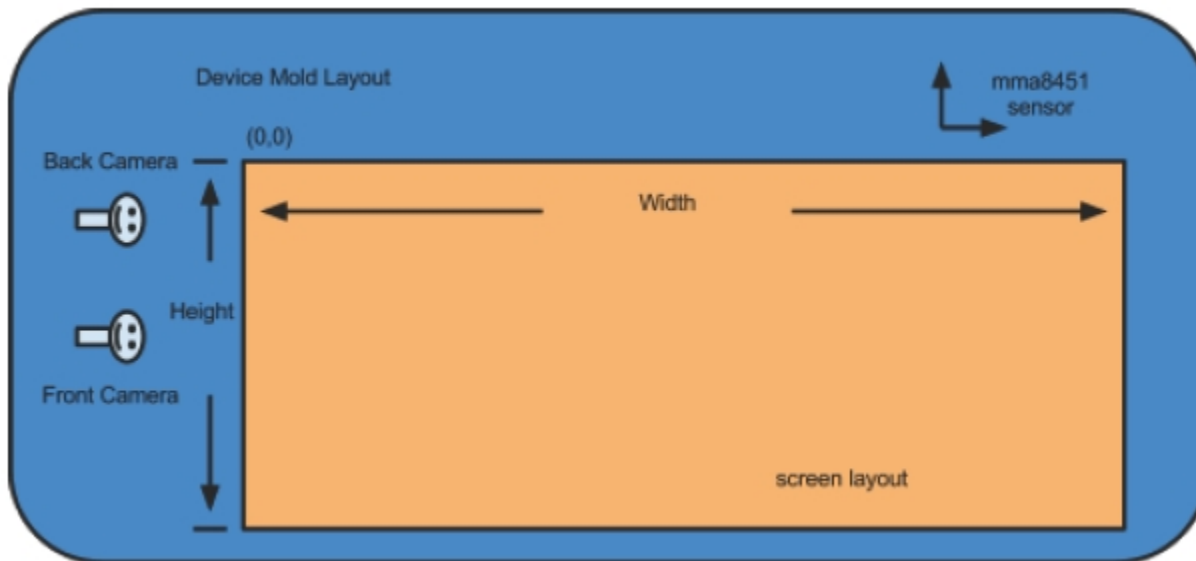 Device Mold Layout
mma8451
sensor
(0,0)
Back Camera
Width
Height
Front Camera
screen layout